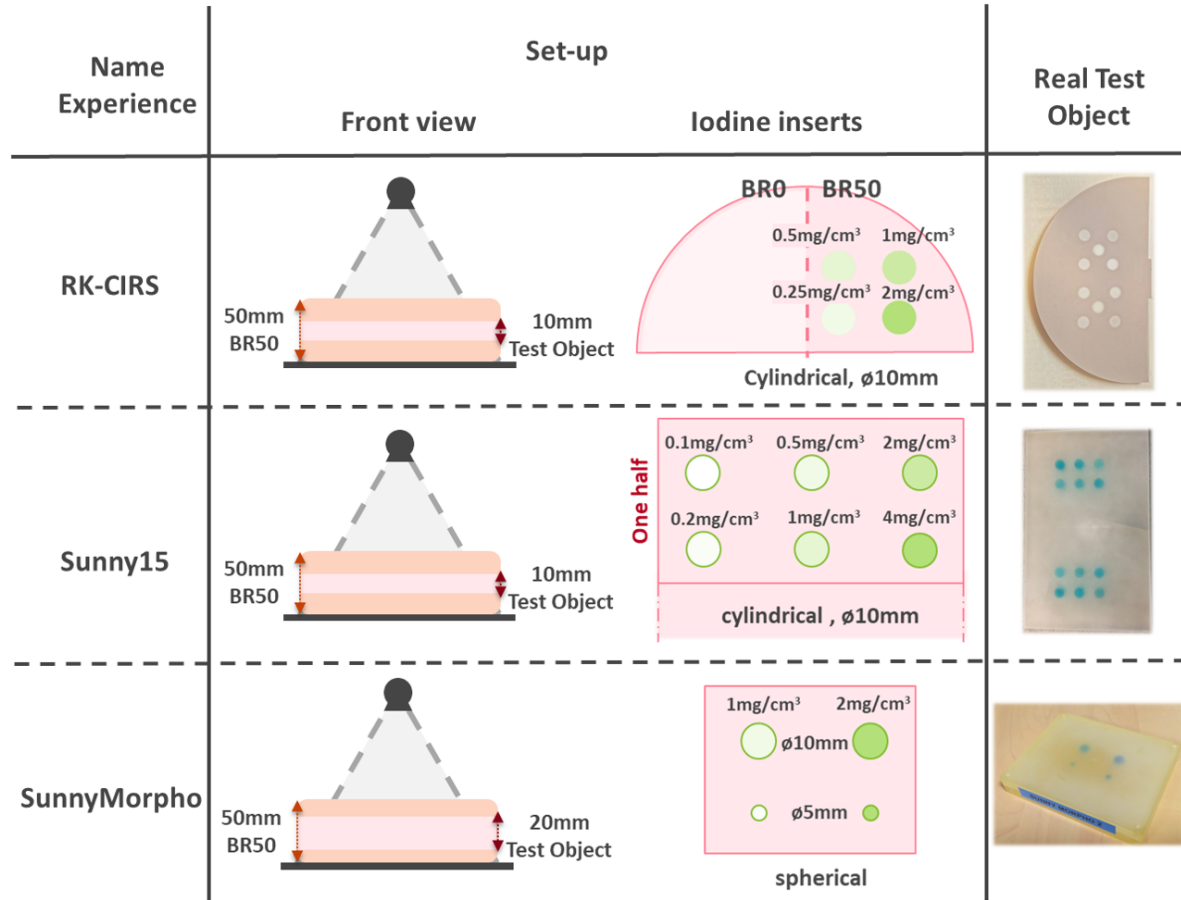 Name
Experience
Set-up
Front view
Iodine inserts
Real Test
Object
RK-CIRS
50mm
BR50
10mm
Test Object
BR0
BR50
0.5mg/cm³
1mg/cm³
0.25mg/cm³
2mg/cm³
Cylindrical, ø10mm
Sunny15
50mm
BR50
10mm
Test Object
One half
0.1mg/cm³
0.5mg/cm³
2mg/cm³
0.2mg/cm³
1mg/cm³
4mg/cm³
cylindrical , ø10mm
SunnyMorpho
50mm
BR50
20mm
Test Object
1mg/cm³
2mg/cm³
ø10mm
ø5mm
spherical